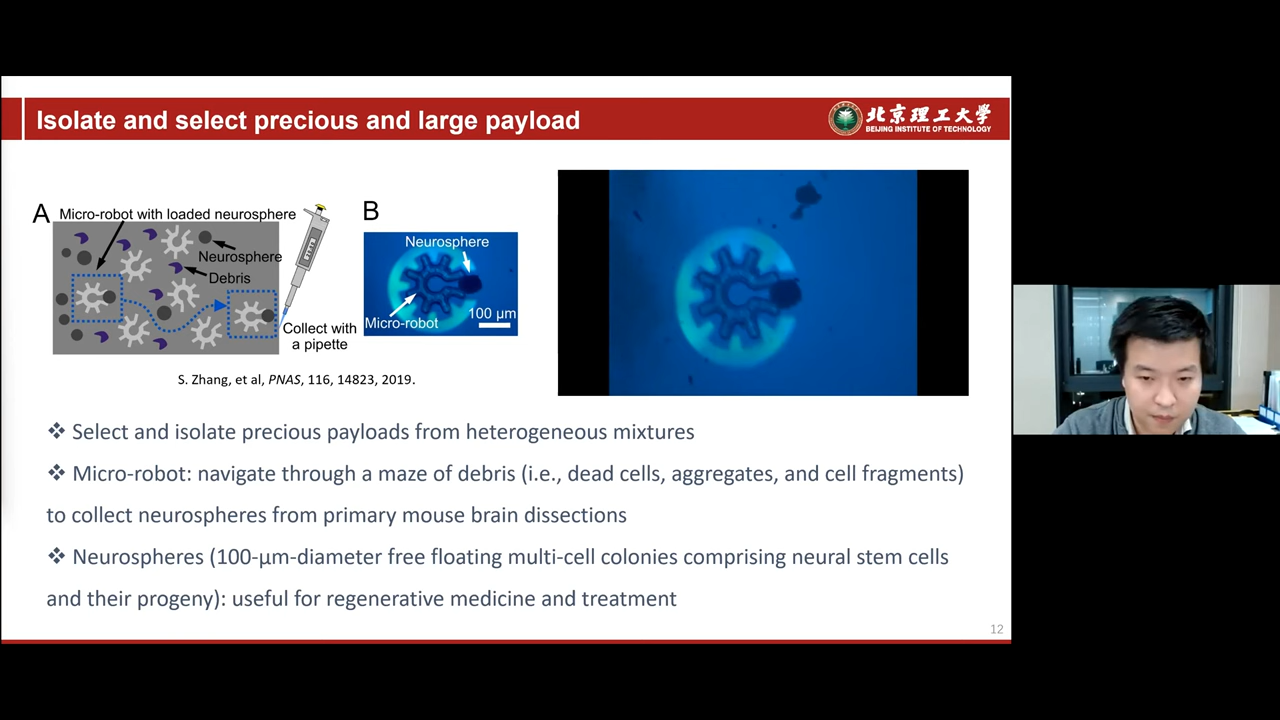 Isolate and select precious and large payload
北京理工大学
BEIJING INSTITUTE OF TECHNOLOGY
A
Micro-robot with loaded neurosphere
Neurosphere
Debris
Collect with
a pipette
B
Neurosphere
Micro-robot
100 µm
S. Zhang, et al, PNAS, 116, 14823, 2019.
❖ Select and isolate precious payloads from heterogeneous mixtures
❖ Micro-robot: navigate through a maze of debris (i.e., dead cells, aggregates, and cell fragments)
to collect neurospheres from primary mouse brain dissections
❖ Neurospheres (100-µm-diameter free floating multi-cell colonies comprising neural stem cells
and their progeny): useful for regenerative medicine and treatment
12